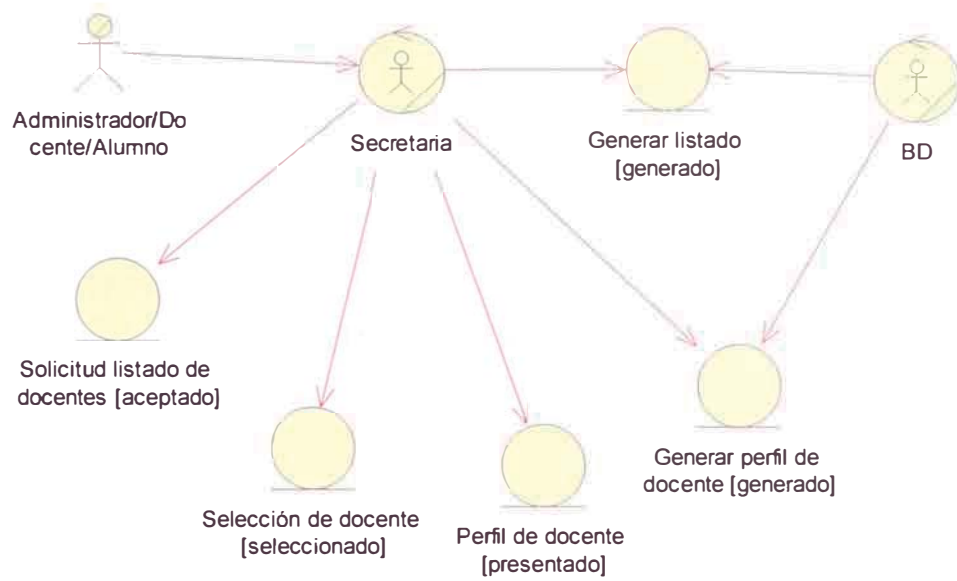 Administrador/Do
cente/Alumno
Secretaria
Generar listado
[generado]
BD
Solicitud listado de
docentes [aceptado]
Selección de docente
[seleccionado]
Perfil de docente
[presentado]
Generar perfil de
docente [generado]